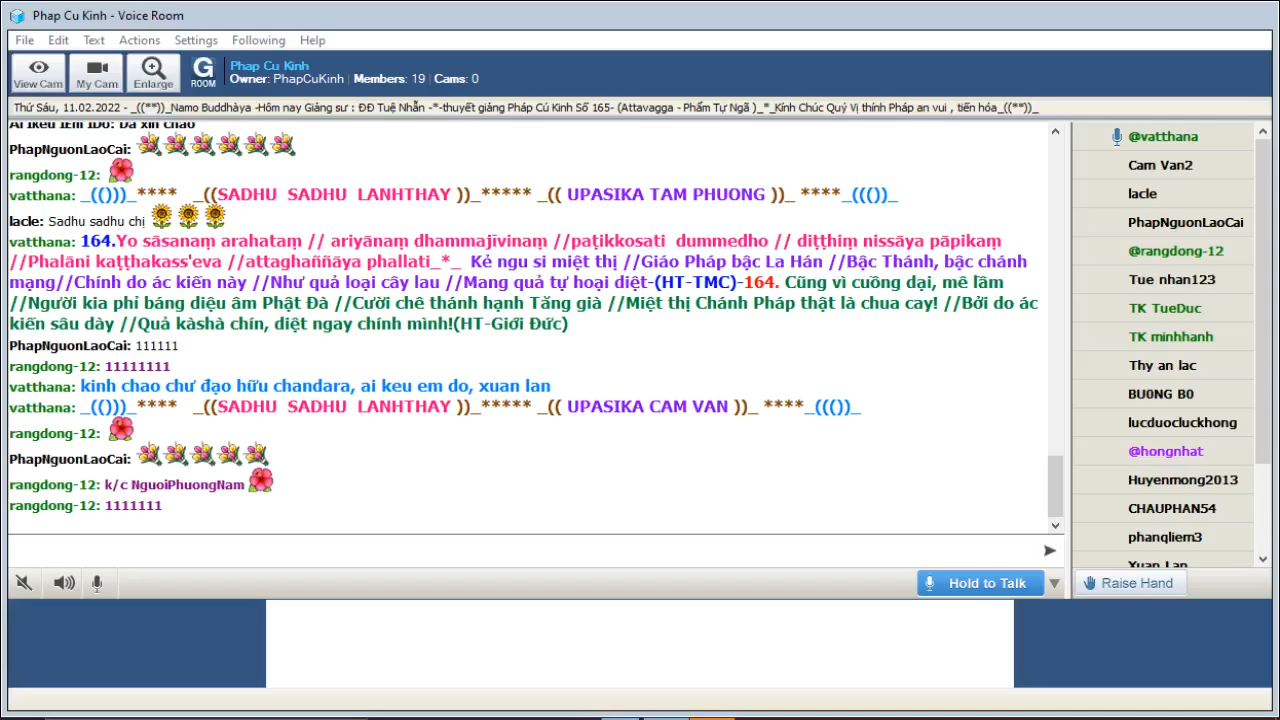 Phap Cu Kinh - Voice Room
File Edit Text Actions Settings Following Help
View Cam My Cam Enlarge G ROOM
Phap Cu Kinh
Owner: PhapCuKinh Members: 19 Cams: 0
Thứ Sáu, 11.02.2022 - _((**))_Namo Buddhàya -Hôm nay Giảng sư : ĐĐ Tuệ Nhẫn -*-thuyết giảng Pháp Cú Kinh Số 165- (Attavagga - Phẩm Tự Ngã )_*_Kính Chúc Quý Vị thính Pháp an vui , tiến hóa_((**))_
Ai keu iEm iDo: Da xin chao
PhapNguonLaoCai:
rangdong-12:
vatthana: _(()))_**** _((SADHU SADHU LANHTHAY ))_***** _(( UPASIKA TAM PHUONG ))_ ****_((())_
lacle: Sadhu sadhu chị
vatthana: 164.Yo sāsanaṃ arahataṃ // ariyānaṃ dhammajīvinaṃ //paṭikkosati dummedho // diṭṭhiṃ nissāya pāpikaṃ
//Phalāni kaṭṭhakass'eva //attaghaññāya phallati_*_ Kẻ ngu si miệt thị //Giáo Pháp bậc La Hán //Bậc Thánh, bậc chánh
mạng//Chính do ác kiến này //Như quả loại cây lau //Mang quả tự hoại diệt-(HT-TMC)-164. Cũng vì cuồng dại, mê lầm
//Người kia phỉ báng diệu âm Phật Đà //Cười chê thánh hạnh Tăng già //Miệt thị Chánh Pháp thật là chua cay! //Bởi do ác
kiến sâu dày //Quả kàshà chín, diệt ngay chính mình!(HT-Giới Đức)
PhapNguonLaoCai: 111111
rangdong-12: 11111111
vatthana: kinh chao chư đạo hữu chandara, ai keu em do, xuan lan
vatthana: _(()))_**** _((SADHU SADHU LANHTHAY ))_***** _(( UPASIKA CAM VAN ))_ ****_((())_
rangdong-12:
PhapNguonLaoCai:
rangdong-12: k/c NguoiPhuongNam
rangdong-12: 1111111
@vatthana
Cam Van2
lacle
PhapNguonLaoCai
@rangdong-12
Tue nhan123
TK TueDuc
TK minhhanh
Thy an lac
BU0NG B0
lucduocluckhong
@hongnhat
Huyenmong2013
CHAUPHAN54
phanqliem3
Xuan Lan
Hold to Talk
Raise Hand